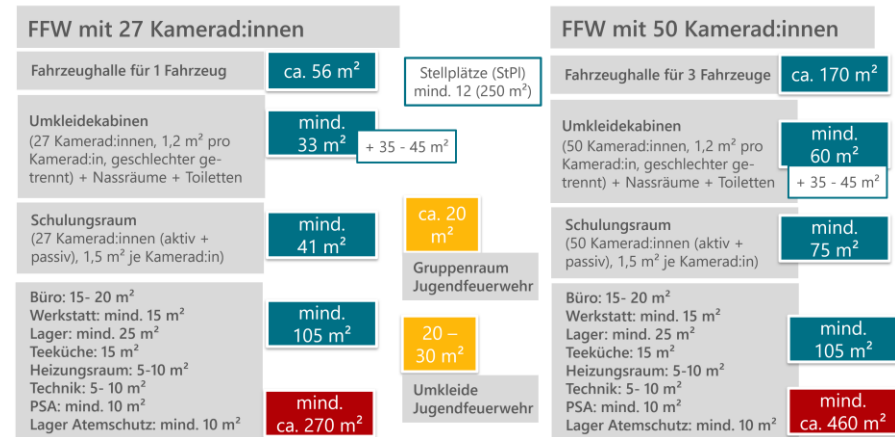 FFW mit 27 Kamerad:innen
Fahrzeughalle für 1 Fahrzeug
ca. 56 m²
Umkleidekabinen
(27 Kamerad:innen, 1,2 m² pro
Kamerad:in, geschlechter ge-
trennt) + Nassräume + Toiletten
mind.
33 m²
+ 35 - 45 m²
Schulungsraum
(27 Kamerad:innen (aktiv +
passiv), 1,5 m² je Kamerad:in)
mind.
41 m²
Büro: 15- 20 m²
Werkstatt: mind. 15 m²
Lager: mind. 25 m²
Teeküche: 15 m²
Heizungsraum: 5-10 m²
Technik: 5- 10 m²
PSA: mind. 10 m²
Lager Atemschutz: mind. 10 m²
mind.
105 m²
mind.
ca. 270 m²
Stellplätze (StPl)
mind. 12 (250 m²)
ca. 20
m²
Gruppenraum
Jugendfeuerwehr
20 –
30 m²
Umkleide
Jugendfeuerwehr
FFW mit 50 Kamerad:innen
Fahrzeughalle für 3 Fahrzeuge
ca. 170 m²
Umkleidekabinen
(50 Kamerad:innen, 1,2 m² pro
Kamerad:in, geschlechter ge-
trennt) + Nassräume + Toiletten
mind.
60 m²
+ 35 - 45 m²
Schulungsraum
(50 Kamerad:innen (aktiv +
passiv), 1,5 m² je Kamerad:in)
mind.
75 m²
Büro: 15- 20 m²
Werkstatt: mind. 15 m²
Lager: mind. 25 m²
Teeküche: 15 m²
Heizungsraum: 5-10 m²
Technik: 5- 10 m²
PSA: mind. 10 m²
Lager Atemschutz: mind. 10 m²
mind.
105 m²
mind.
ca. 460 m²